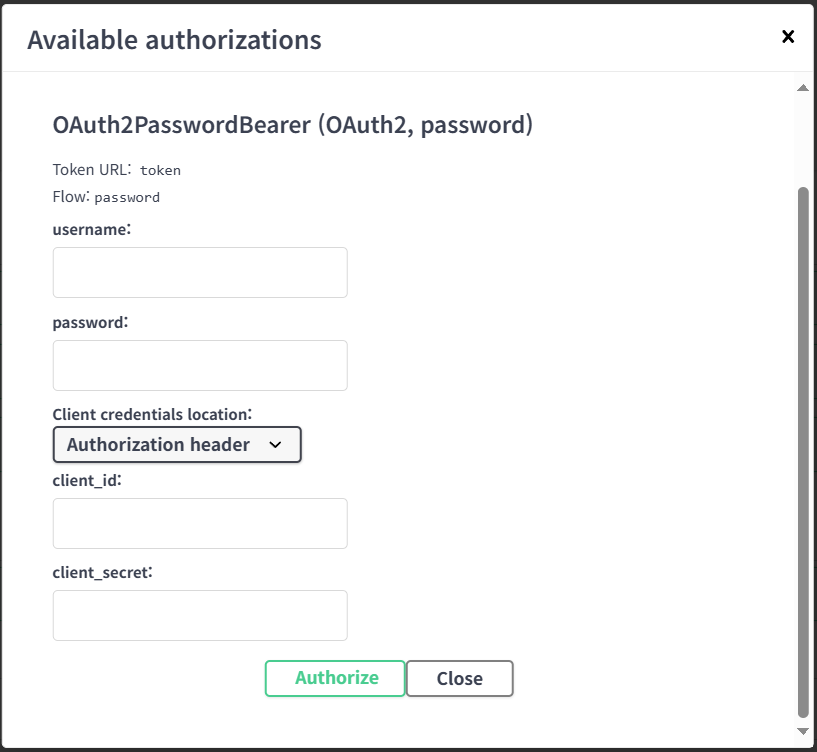 Available authorizations
OAuth2PasswordBearer (OAuth2, password)
Token URL: token
Flow: password
username:
password:
Client credentials location:
Authorization header
client_id:
client_secret:
Authorize
Close